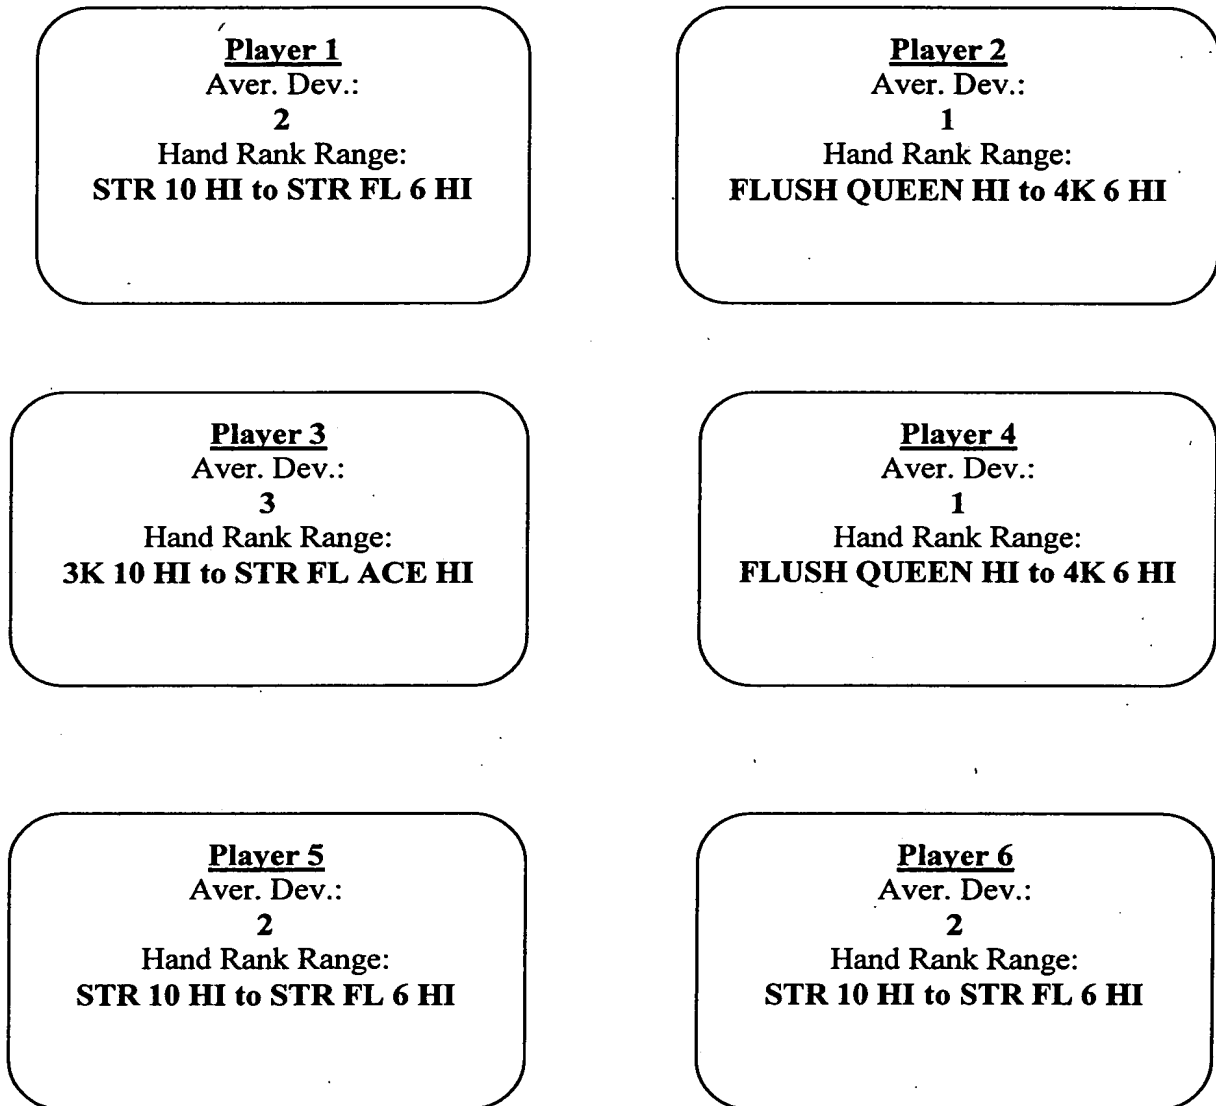 Player 1
Aver. Dev.:
2
Hand Rank Range:
STR 10 HI to STR FL 6 HI
Player 2
Aver. Dev.:
1
Hand Rank Range:
FLUSH QUEEN HI to 4K 6 HI
Player 3
Aver. Dev.:
3
Hand Rank Range:
3K 10 HI to STR FL ACE HI
Player 4
Aver. Dev.:
1
Hand Rank Range:
FLUSH QUEEN HI to 4K 6 HI
Player 5
Aver. Dev.:
2
Hand Rank Range:
STR 10 HI to STR FL 6 HI
Player 6
Aver. Dev.:
2
Hand Rank Range:
STR 10 HI to STR FL 6 HI